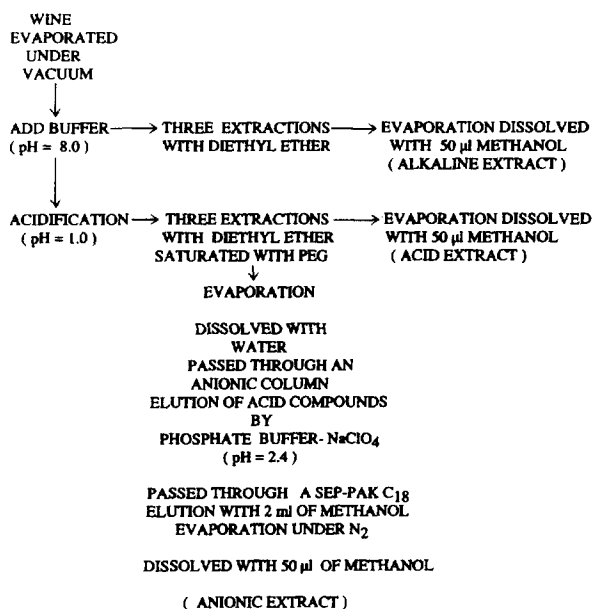 WINE
EVAPORATED
UNDER
VACUUM
ADD BUFFER
( pH = 8.0 )
THREE EXTRACTIONS
WITH DIETHYL ETHER
EVAPORATION DISSOLVED
WITH 50 µl METHANOL
( ALKALINE EXTRACT )
ACIDIFICATION
( pH = 1.0 )
THREE EXTRACTIONS
WITH DIETHYL ETHER
SATURATED WITH PEG
EVAPORATION DISSOLVED
WITH 50 µl METHANOL
( ACID EXTRACT )
EVAPORATION
DISSOLVED WITH
WATER
PASSED THROUGH AN
ANIONIC COLUMN
ELUTION OF ACID COMPOUNDS
BY
PHOSPHATE BUFFER- NaClO4
( pH = 2.4 )
PASSED THROUGH A SEP-PAK C18
ELUTION WITH 2 ml OF METHANOL
EVAPORATION UNDER N2
DISSOLVED WITH 50 µl OF METHANOL
( ANIONIC EXTRACT )